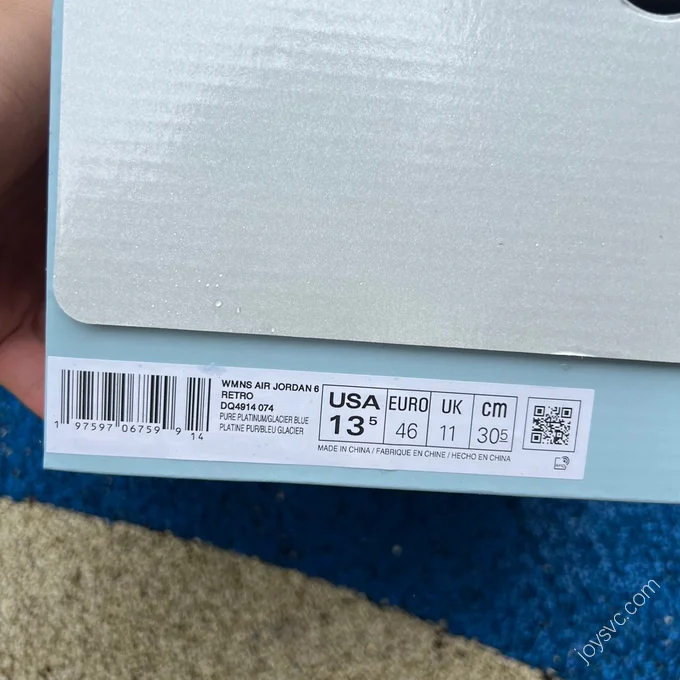 WMNS AIR JORDAN 6
RETRO
DQ4914 074
PURE PLATINUM/GLACIER BLUE
PLATINE PUR/BLEU GLACIER
1 97597 06759 9 14
USA
13 5
EURO
46
UK
11
cm
30 5
MADE IN CHINA / FABRIQUE EN CHINE / HECHO EN CHINA
RFID
joysvc.com